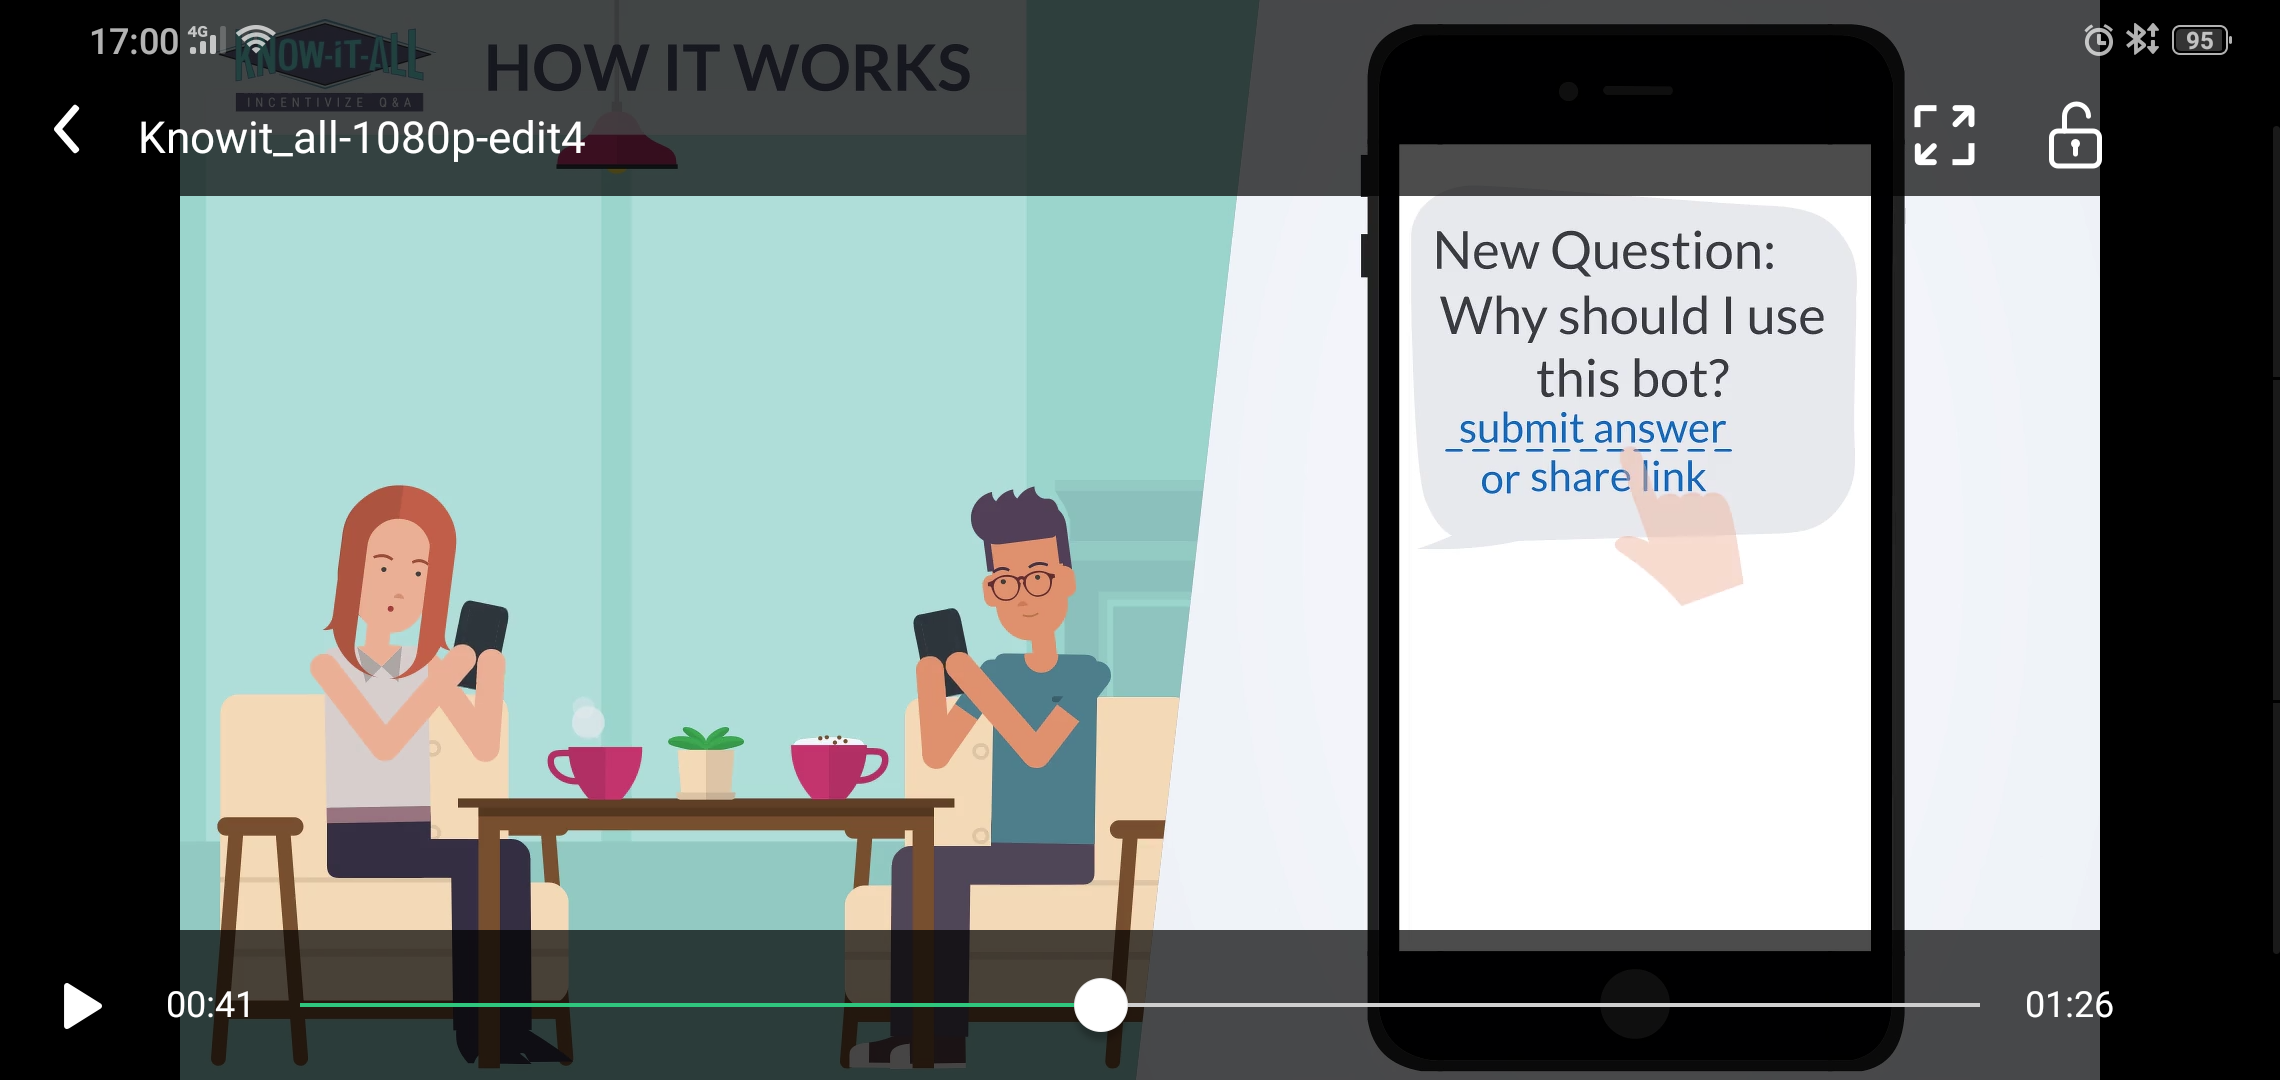 17:00 4G 95
KNOW-iT-ALL
INCENTIVIZE Q&A
HOW IT WORKS
Knowit_all-1080p-edit4
New Question:
Why should I use
this bot?
submit answer
or share link
00:41 01:26